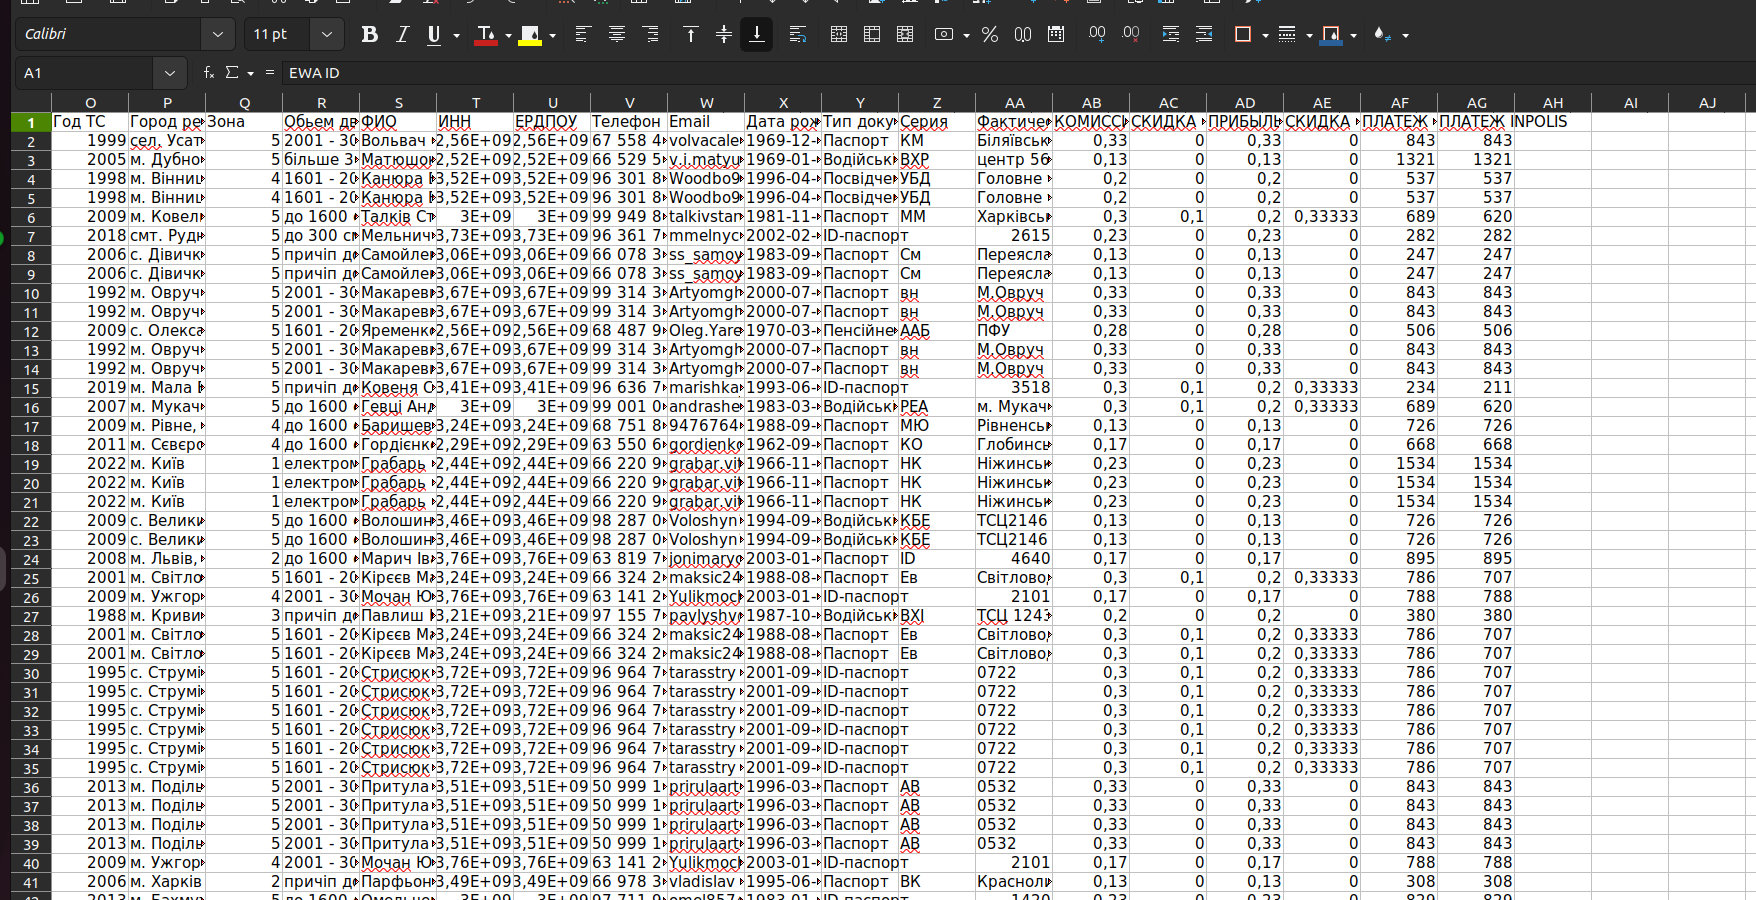 Calibri 11 pt B I U
A1 fx Σ = EWA ID
O P Q R S T U V W X Y Z AA AB AC AD AE AF AG AH AI AJ
1 Год ТС Город ре Зона Обьем дв ФИО ИНН ЕРДПОУ Телефон Email Дата рож Тип доку Серия Фактичес КОМИССИ СКИДКА ПРИБЫЛЬ СКИДКА ПЛАТЕЖ ПЛАТЕЖ INPOLIS
2 1999 сел. Усат 5 2001 - 30 Вольвач 2,56E+09 2,56E+09 67 558 4 volvacale 1969-12- Паспорт КМ Біляївськ 0,33 0 0,33 0 843 843
3 2005 м. Дубно 5 більше 3 Матюшо 2,52E+09 2,52E+09 66 529 5 v.i.matyu 1969-01- Водійськ ВХР центр 56 0,13 0 0,13 0 1321 1321
4 1998 м. Вінниц 4 1601 - 20 Канюра 3,52E+09 3,52E+09 96 301 8 Woodbo9 1996-04- Посвідче УБД Головне 0,2 0 0,2 0 537 537
5 1998 м. Вінниц 4 1601 - 20 Канюра 3,52E+09 3,52E+09 96 301 8 Woodbo9 1996-04- Посвідче УБД Головне 0,2 0 0,2 0 537 537
6 2009 м. Ковел 5 до 1600 Талків Ст 3E+09 3E+09 99 949 8 talkivstar 1981-11- Паспорт ММ Харківсь 0,3 0,1 0,2 0,33333 689 620
7 2018 смт. Рудн 5 до 300 с Мельнич 3,73E+09 3,73E+09 96 361 7 mmelnyc 2002-02- ID-паспорт 2615 0,23 0 0,23 0 282 282
8 2006 с. Дівичк 5 причіп д Самойле 3,06E+09 3,06E+09 66 078 3 ss_samoy 1983-09- Паспорт См Переясла 0,13 0 0,13 0 247 247
9 2006 с. Дівичк 5 причіп д Самойле 3,06E+09 3,06E+09 66 078 3 ss_samoy 1983-09- Паспорт См Переясла 0,13 0 0,13 0 247 247
10 1992 м. Овруч 5 2001 - 30 Макарев 3,67E+09 3,67E+09 99 314 3 Artyomgh 2000-07- Паспорт вн М.Овруч 0,33 0 0,33 0 843 843
11 1992 м. Овруч 5 2001 - 30 Макарев 3,67E+09 3,67E+09 99 314 3 Artyomgh 2000-07- Паспорт вн М.Овруч 0,33 0 0,33 0 843 843
12 2009 с. Олекса 5 1601 - 20 Яременк 2,56E+09 2,56E+09 68 487 9 Oleg.Yare 1970-03- Пенсійне ААБ ПФУ 0,28 0 0,28 0 506 506
13 1992 м. Овруч 5 2001 - 30 Макарев 3,67E+09 3,67E+09 99 314 3 Artyomgh 2000-07- Паспорт вн М.Овруч 0,33 0 0,33 0 843 843
14 1992 м. Овруч 5 2001 - 30 Макарев 3,67E+09 3,67E+09 99 314 3 Artyomgh 2000-07- Паспорт вн М.Овруч 0,33 0 0,33 0 843 843
15 2019 м. Мала 5 причіп д Ковеня С 3,41E+09 3,41E+09 96 636 7 marishka 1993-06- ID-паспорт 3518 0,3 0,1 0,2 0,33333 234 211
16 2007 м. Мукач 5 до 1600 Гевці Анд 3E+09 3E+09 99 001 0 andrashe 1983-03- Водійськ РЕА м. Мукач 0,3 0,1 0,2 0,33333 689 620
17 2009 м. Рівне, 4 до 1600 Баришев 3,24E+09 3,24E+09 68 751 8 9476764 1988-09- Паспорт МЮ Рівненсь 0,13 0 0,13 0 726 726
18 2011 м. Сєвєро 4 до 1600 Гордієнк 2,29E+09 2,29E+09 63 550 6 gordienko 1962-09- Паспорт КО Глобинсь 0,17 0 0,17 0 668 668
19 2022 м. Київ 1 електром Грабарь 2,44E+09 2,44E+09 66 220 9 grabar.vi 1966-11- Паспорт НК Ніжинськ 0,23 0 0,23 0 1534 1534
20 2022 м. Київ 1 електром Грабарь 2,44E+09 2,44E+09 66 220 9 grabar.vi 1966-11- Паспорт НК Ніжинськ 0,23 0 0,23 0 1534 1534
21 2022 м. Київ 1 електром Грабарь 2,44E+09 2,44E+09 66 220 9 grabar.vi 1966-11- Паспорт НК Ніжинськ 0,23 0 0,23 0 1534 1534
22 2009 с. Велики 5 до 1600 Волошин 3,46E+09 3,46E+09 98 287 0 Voloshyn 1994-09- Водійськ КБЕ ТСЦ2146 0,13 0 0,13 0 726 726
23 2009 с. Велики 5 до 1600 Волошин 3,46E+09 3,46E+09 98 287 0 Voloshyn 1994-09- Водійськ КБЕ ТСЦ2146 0,13 0 0,13 0 726 726
24 2008 м. Львів, 2 до 1600 Марич Ів 3,76E+09 3,76E+09 63 819 7 jonimaryc 2003-01- Паспорт ID 4640 0,17 0 0,17 0 895 895
25 2001 м. Світло 5 1601 - 20 Кірєєв М 3,24E+09 3,24E+09 66 324 2 maksic24 1988-08- Паспорт Ев Світлово 0,3 0,1 0,2 0,33333 786 707
26 2009 м. Ужгор 4 2001 - 30 Мочан Ю 3,76E+09 3,76E+09 63 141 2 Yulikmoc 2003-01- ID-паспорт 2101 0,17 0 0,17 0 788 788
27 1988 м. Криви 3 причіп д Павлиш 3,21E+09 3,21E+09 97 155 7 pavlyshv 1987-10- Водійськ ВХІ ТСЦ 124 0,2 0 0,2 0 380 380
28 2001 м. Світло 5 1601 - 20 Кірєєв М 3,24E+09 3,24E+09 66 324 2 maksic24 1988-08- Паспорт Ев Світлово 0,3 0,1 0,2 0,33333 786 707
29 2001 м. Світло 5 1601 - 20 Кірєєв М 3,24E+09 3,24E+09 66 324 2 maksic24 1988-08- Паспорт Ев Світлово 0,3 0,1 0,2 0,33333 786 707
30 1995 с. Струмі 5 1601 - 20 Стрисюк 3,72E+09 3,72E+09 96 964 7 tarasstry 2001-09- ID-паспорт 0722 0,3 0,1 0,2 0,33333 786 707
31 1995 с. Струмі 5 1601 - 20 Стрисюк 3,72E+09 3,72E+09 96 964 7 tarasstry 2001-09- ID-паспорт 0722 0,3 0,1 0,2 0,33333 786 707
32 1995 с. Струмі 5 1601 - 20 Стрисюк 3,72E+09 3,72E+09 96 964 7 tarasstry 2001-09- ID-паспорт 0722 0,3 0,1 0,2 0,33333 786 707
33 1995 с. Струмі 5 1601 - 20 Стрисюк 3,72E+09 3,72E+09 96 964 7 tarasstry 2001-09- ID-паспорт 0722 0,3 0,1 0,2 0,33333 786 707
34 1995 с. Струмі 5 1601 - 20 Стрисюк 3,72E+09 3,72E+09 96 964 7 tarasstry 2001-09- ID-паспорт 0722 0,3 0,1 0,2 0,33333 786 707
35 1995 с. Струмі 5 1601 - 20 Стрисюк 3,72E+09 3,72E+09 96 964 7 tarasstry 2001-09- ID-паспорт 0722 0,3 0,1 0,2 0,33333 786 707
36 2013 м. Поділь 5 2001 - 30 Притула 3,51E+09 3,51E+09 50 999 1 prirulaart 1996-03- Паспорт АВ 0532 0,33 0 0,33 0 843 843
37 2013 м. Поділь 5 2001 - 30 Притула 3,51E+09 3,51E+09 50 999 1 prirulaart 1996-03- Паспорт АВ 0532 0,33 0 0,33 0 843 843
38 2013 м. Поділь 5 2001 - 30 Притула 3,51E+09 3,51E+09 50 999 1 prirulaart 1996-03- Паспорт АВ 0532 0,33 0 0,33 0 843 843
39 2013 м. Поділь 5 2001 - 30 Притула 3,51E+09 3,51E+09 50 999 1 prirulaart 1996-03- Паспорт АВ 0532 0,33 0 0,33 0 843 843
40 2009 м. Ужгор 4 2001 - 30 Мочан Ю 3,76E+09 3,76E+09 63 141 2 Yulikmoc 2003-01- ID-паспорт 2101 0,17 0 0,17 0 788 788
41 2006 м. Харків 2 причіп д Парфьон 3,49E+09 3,49E+09 66 978 3 vladislav 1995-06- Паспорт ВК Краснолі 0,13 0 0,13 0 308 308